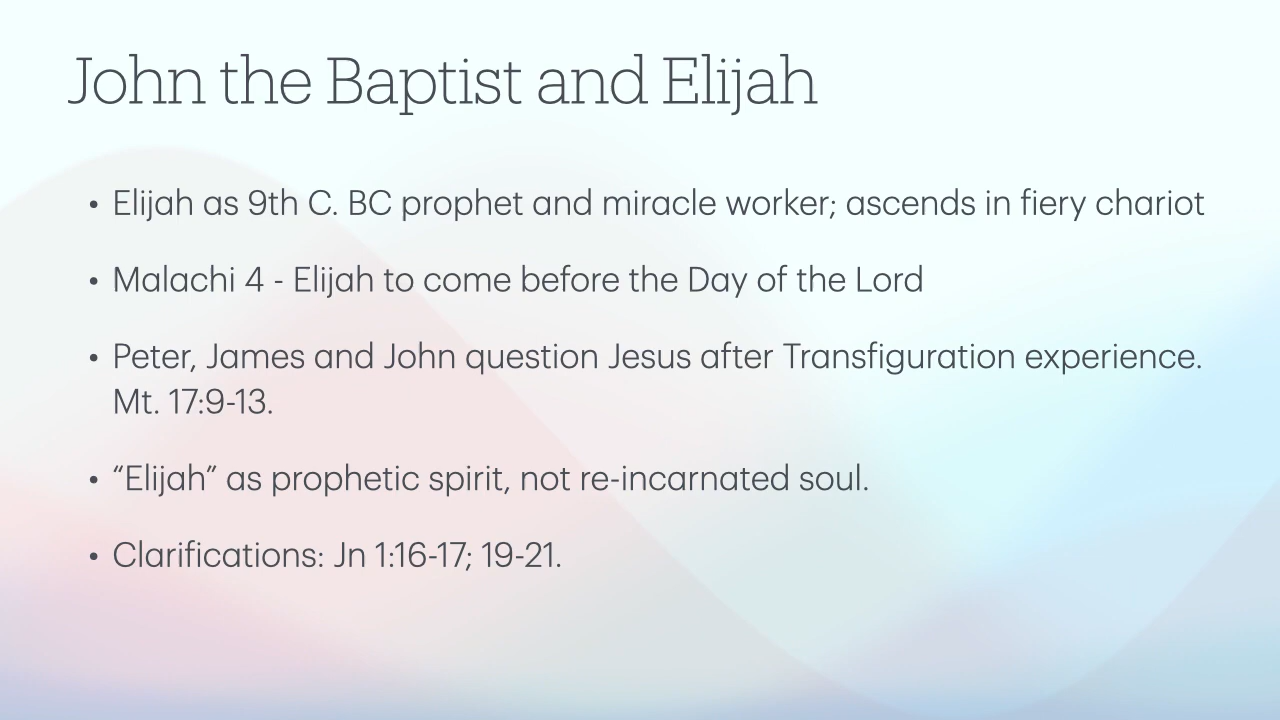 John the Baptist and Elijah
• Elijah as 9th C. BC prophet and miracle worker; ascends in fiery chariot
• Malachi 4 - Elijah to come before the Day of the Lord
• Peter, James and John question Jesus after Transfiguration experience.
Mt. 17:9-13.
• “Elijah” as prophetic spirit, not re-incarnated soul.
• Clarifications: Jn 1:16-17; 19-21.